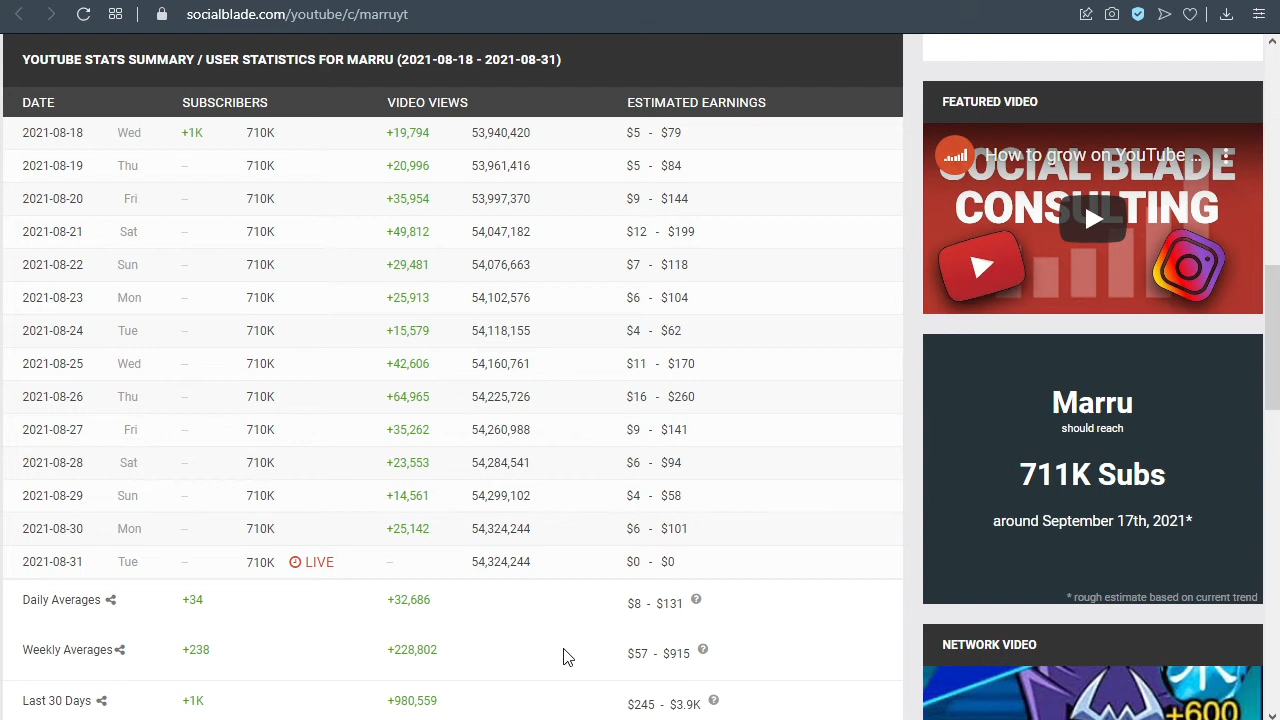 socialblade.com/youtube/c/marruyt
YOUTUBE STATS SUMMARY / USER STATISTICS FOR MARRU (2021-08-18 - 2021-08-31)
DATE SUBSCRIBERS VIDEO VIEWS ESTIMATED EARNINGS
2021-08-18 Wed +1K 710K +19,794 53,940,420 $5 - $79
2021-08-19 Thu -- 710K +20,996 53,961,416 $5 - $84
2021-08-20 Fri -- 710K +35,954 53,997,370 $9 - $144
2021-08-21 Sat -- 710K +49,812 54,047,182 $12 - $199
2021-08-22 Sun -- 710K +29,481 54,076,663 $7 - $118
2021-08-23 Mon -- 710K +25,913 54,102,576 $6 - $104
2021-08-24 Tue -- 710K +15,579 54,118,155 $4 - $62
2021-08-25 Wed -- 710K +42,606 54,160,761 $11 - $170
2021-08-26 Thu -- 710K +64,965 54,225,726 $16 - $260
2021-08-27 Fri -- 710K +35,262 54,260,988 $9 - $141
2021-08-28 Sat -- 710K +23,553 54,284,541 $6 - $94
2021-08-29 Sun -- 710K +14,561 54,299,102 $4 - $58
2021-08-30 Mon -- 710K +25,142 54,324,244 $6 - $101
2021-08-31 Tue -- 710K LIVE -- 54,324,244 $0 - $0
Daily Averages +34 +32,686 $8 - $131 ?
Weekly Averages +238 +228,802 $57 - $915 ?
Last 30 Days +1K +980,559 $245 - $3.9K ?
FEATURED VIDEO
How to grow on YouTube ...
SOCIAL BLADE
CONSULTING
Marru
should reach
711K Subs
around September 17th, 2021*
* rough estimate based on current trend
NETWORK VIDEO
+600